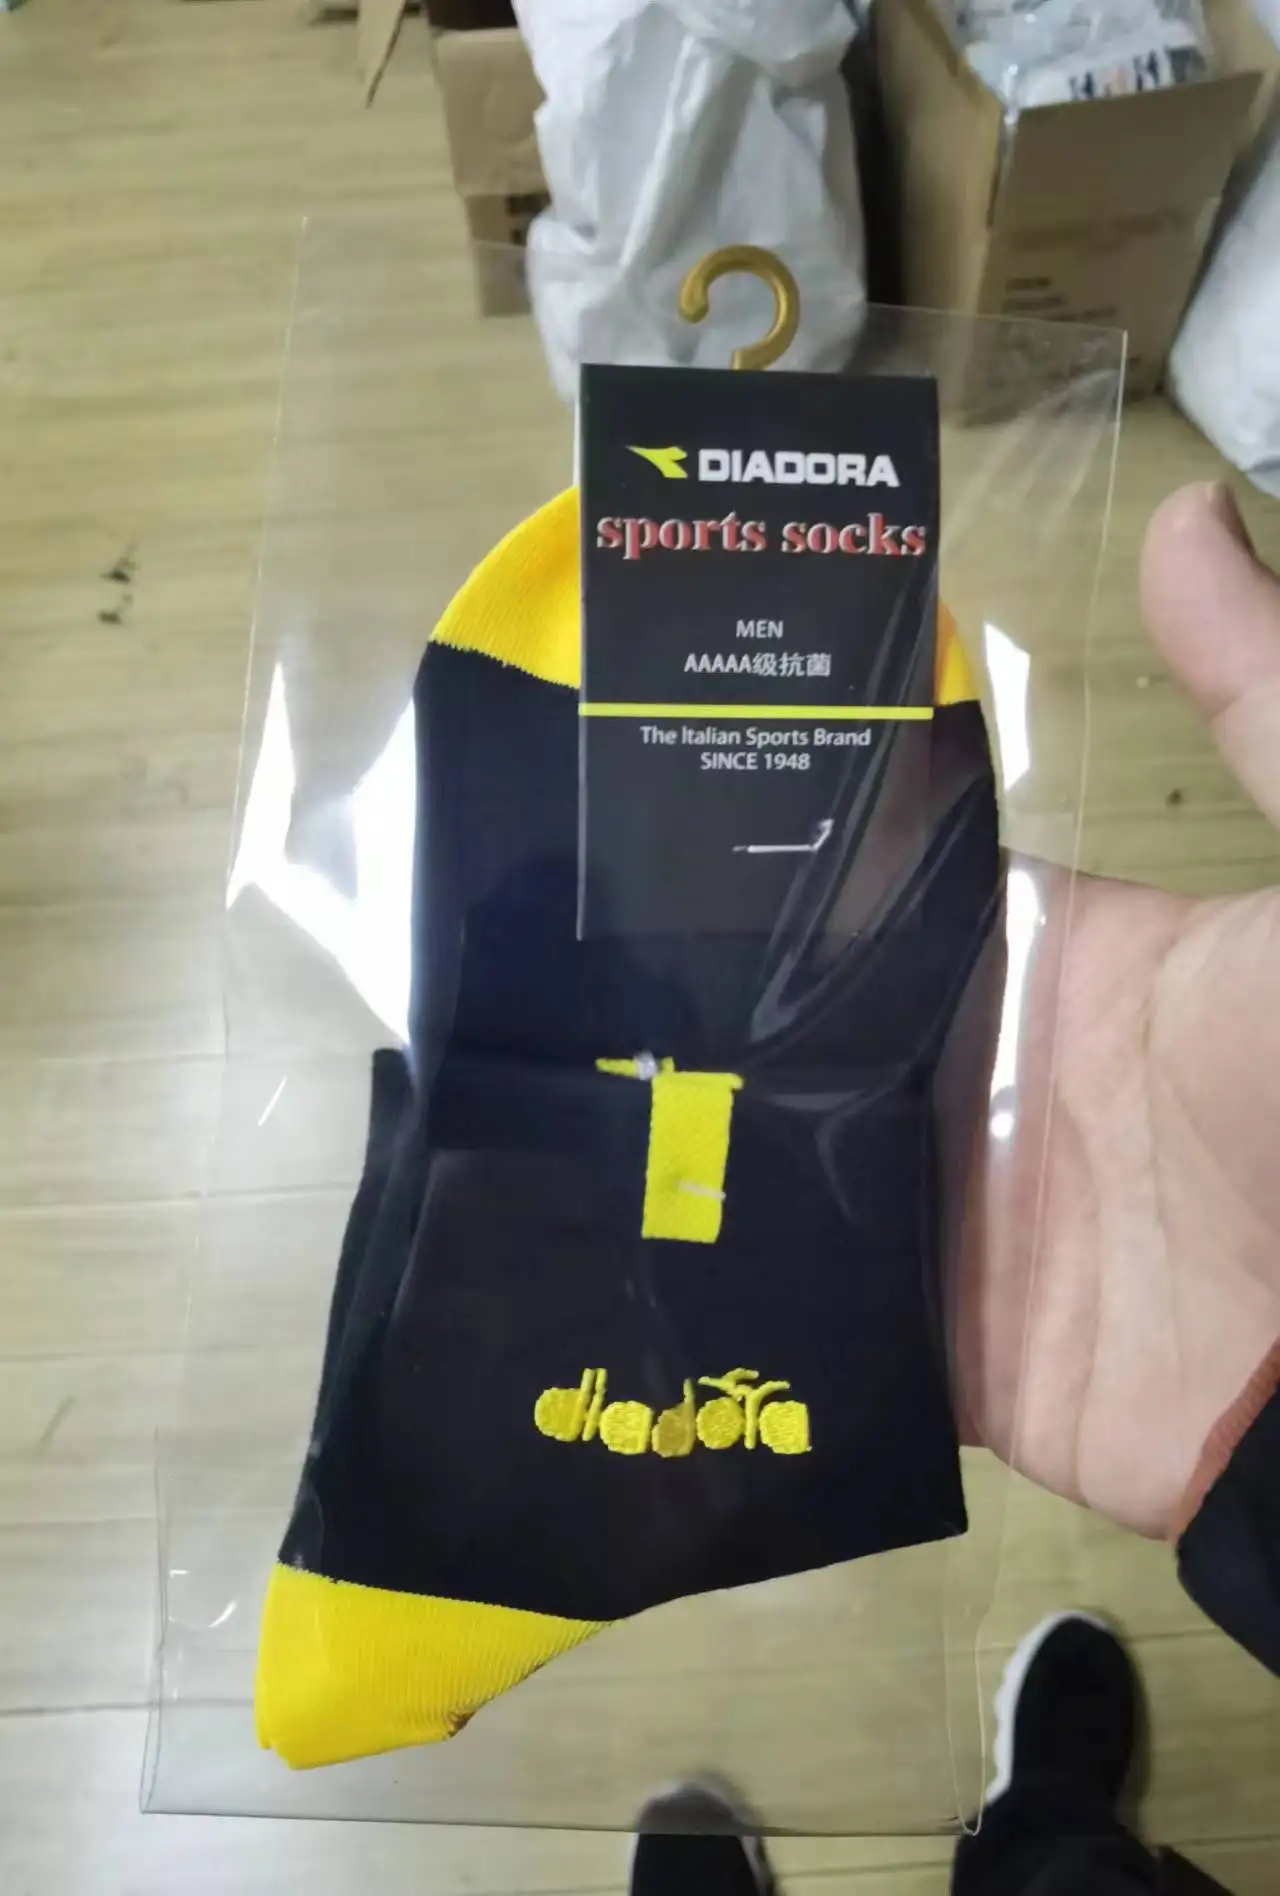 DIADORA
sports socks
MEN
AAAAA级抗菌
The Italian Sports Brand
SINCE 1948
diadora